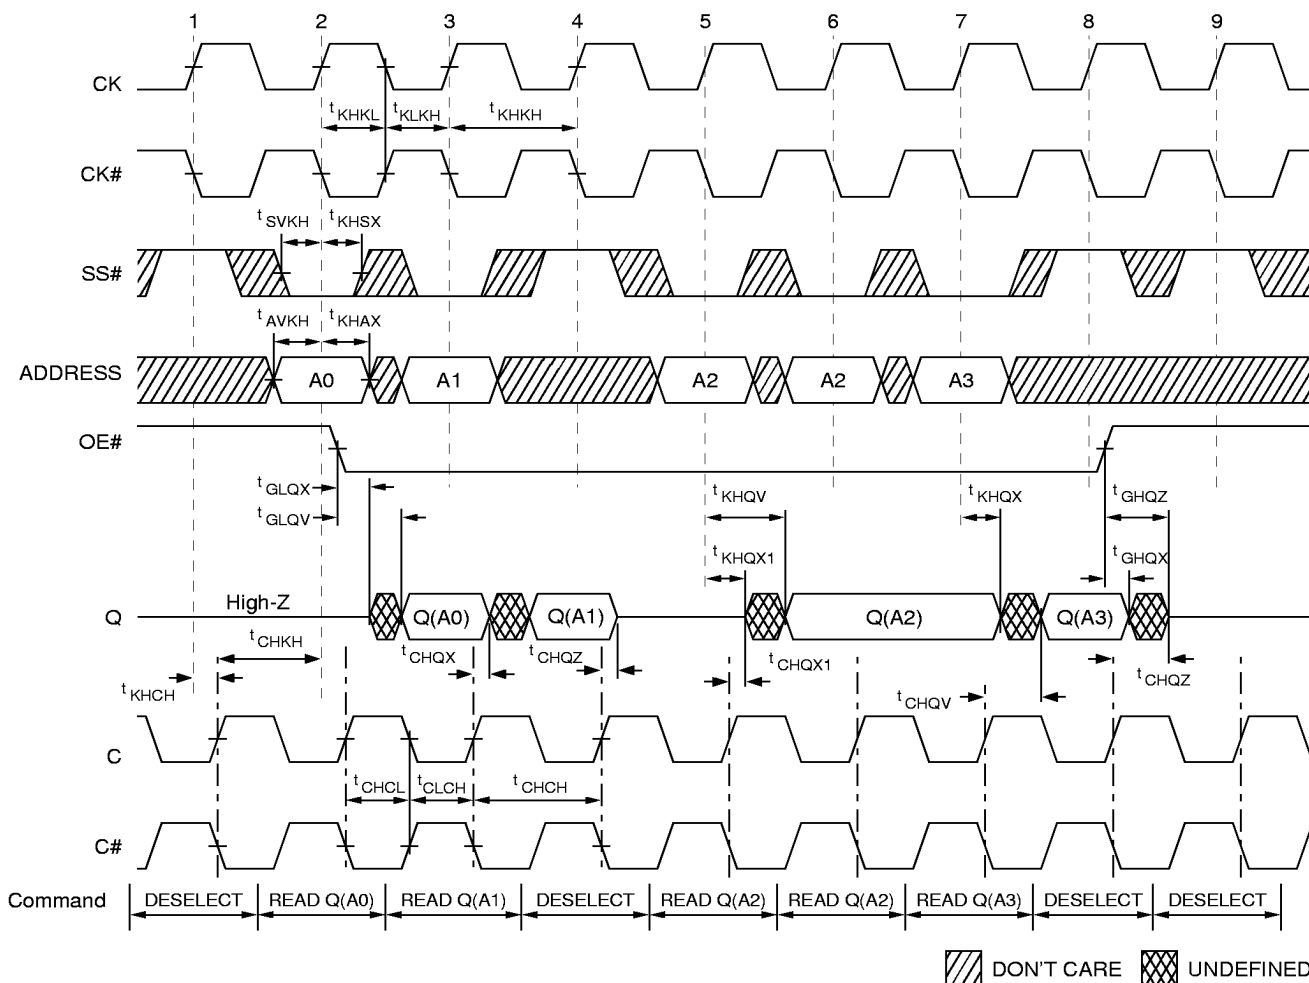 1 2 3 4 5 6 7 8 9
CK
tKHKL tKLKH tKHKH
CK#
tSVKH tKHSX
SS#
tAVKH tKHAX
ADDRESS A0 A1 A2 A2 A3
OE#
tGLQX tKHQV tKHQX tGHQZ
tGLQV
tKHQX1 tGHQX
High-Z
Q Q(A0) Q(A1) Q(A2) Q(A3)
tCHKH tCHQX tCHQZ tCHQX1
tKHCH tCHQV tCHQZ
C
tCHCL tCLCH tCHCH
C#
Command DESELECT READ Q(A0) READ Q(A1) DESELECT READ Q(A2) READ Q(A2) READ Q(A3) DESELECT DESELECT
DON'T CARE UNDEFINED